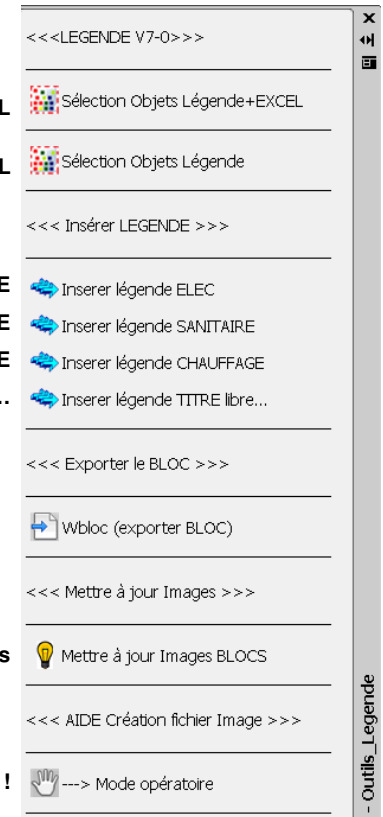 <<<LEGENDE V7-0>>>
L
Sélection Objets Légende+EXCEL
L
Sélection Objets Légende
<<< Insérer LEGENDE >>>
E
Inserer légende ELEC
E
Inserer légende SANITAIRE
E
Inserer légende CHAUFFAGE
..
Inserer légende TITRE libre...
<<< Exporter le BLOC >>>
Wbloc (exporter BLOC)
<<< Mettre à jour Images >>>
s
Mettre à jour Images BLOCS
<<< AIDE Création fichier Image >>>
!
---> Mode opératoire
- Outils_Legende